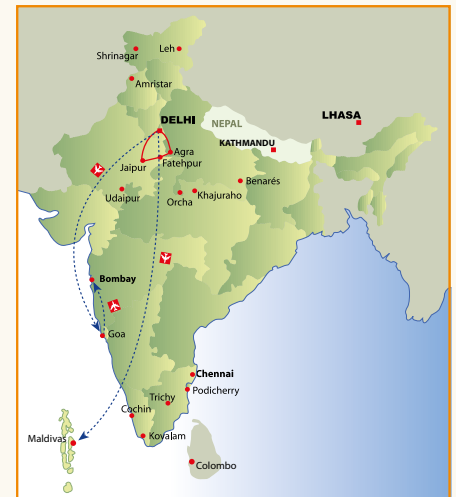 Leh
Shrinagar
Amristar
DELHI
LHASA
NEPAL
KATHMANDU
Agra
Jaipur
Fatehpur
Benarés
Udaipur
Orcha
Khajuraho
Bombay
Goa
Chennai
Podicherry
Trichy
Cochin
Kovalam
Maldivas
Colombo